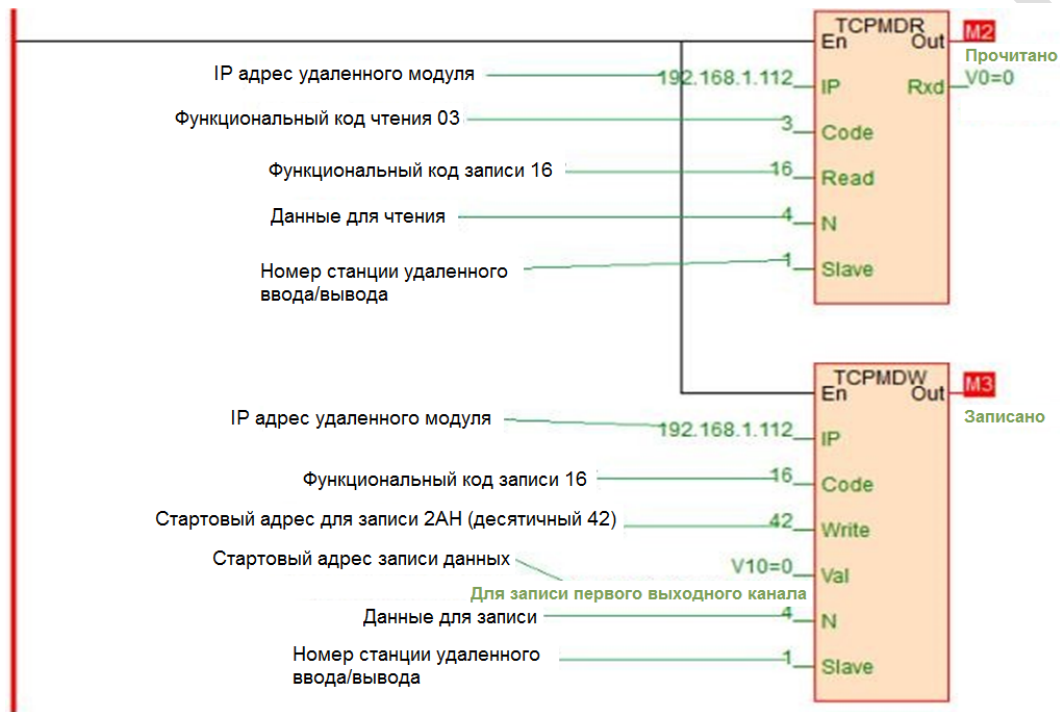 TCPMDR
En Out M2
Прочитано
IP адрес удаленного модуля 192.168.1.112 IP Rxd V0=0
Функциональный код чтения 03 3 Code
Функциональный код записи 16 16 Read
Данные для чтения 4 N
Номер станции удаленного
ввода/вывода
1 Slave
TCPMDW
En Out M3
Записано
IP адрес удаленного модуля 192.168.1.112 IP
Функциональный код записи 16 16 Code
Стартовый адрес для записи 2AH (десятичный 42) 42 Write
Стартовый адрес записи данных V10=0 Val
Для записи первого выходного канала
Данные для записи 4 N
Номер станции удаленного
ввода/вывода
1 Slave